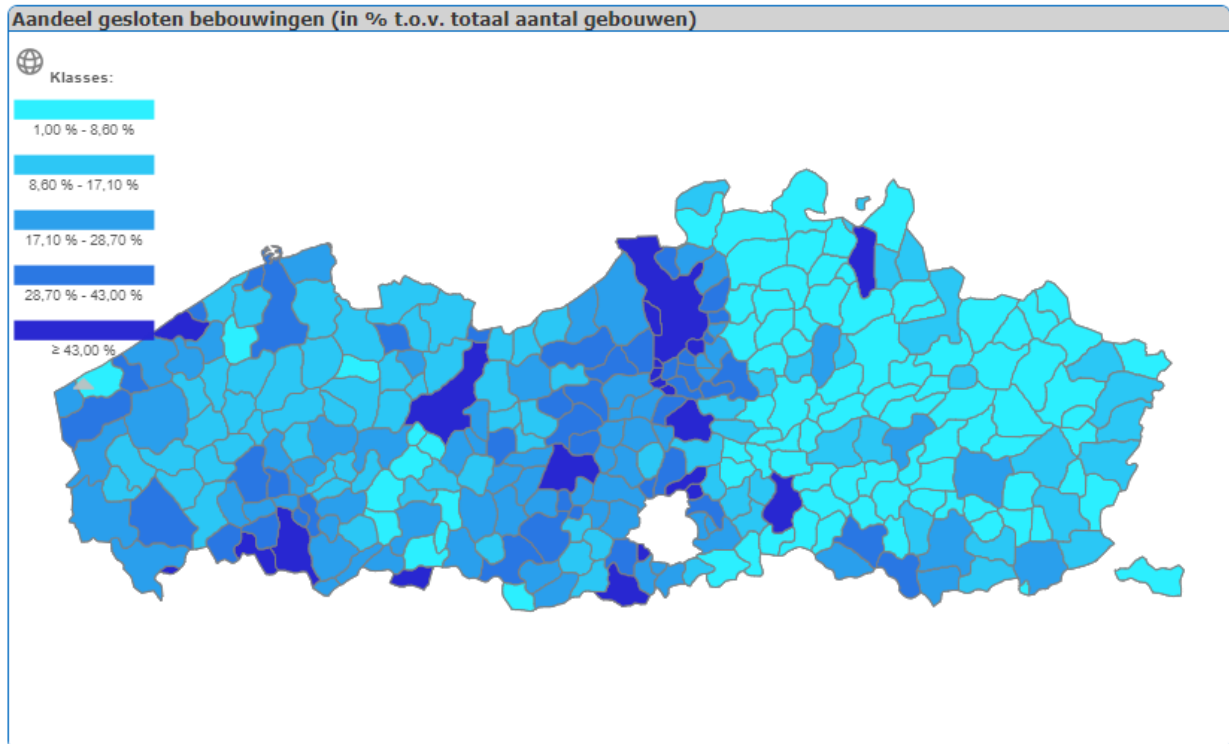 Aandeel gesloten bebouwingen (in % t.o.v. totaal aantal gebouwen)
Klasses:
1,00 % - 8,60 %
8,60 % - 17,10 %
17,10 % - 28,70 %
28,70 % - 43,00 %
≥ 43,00 %